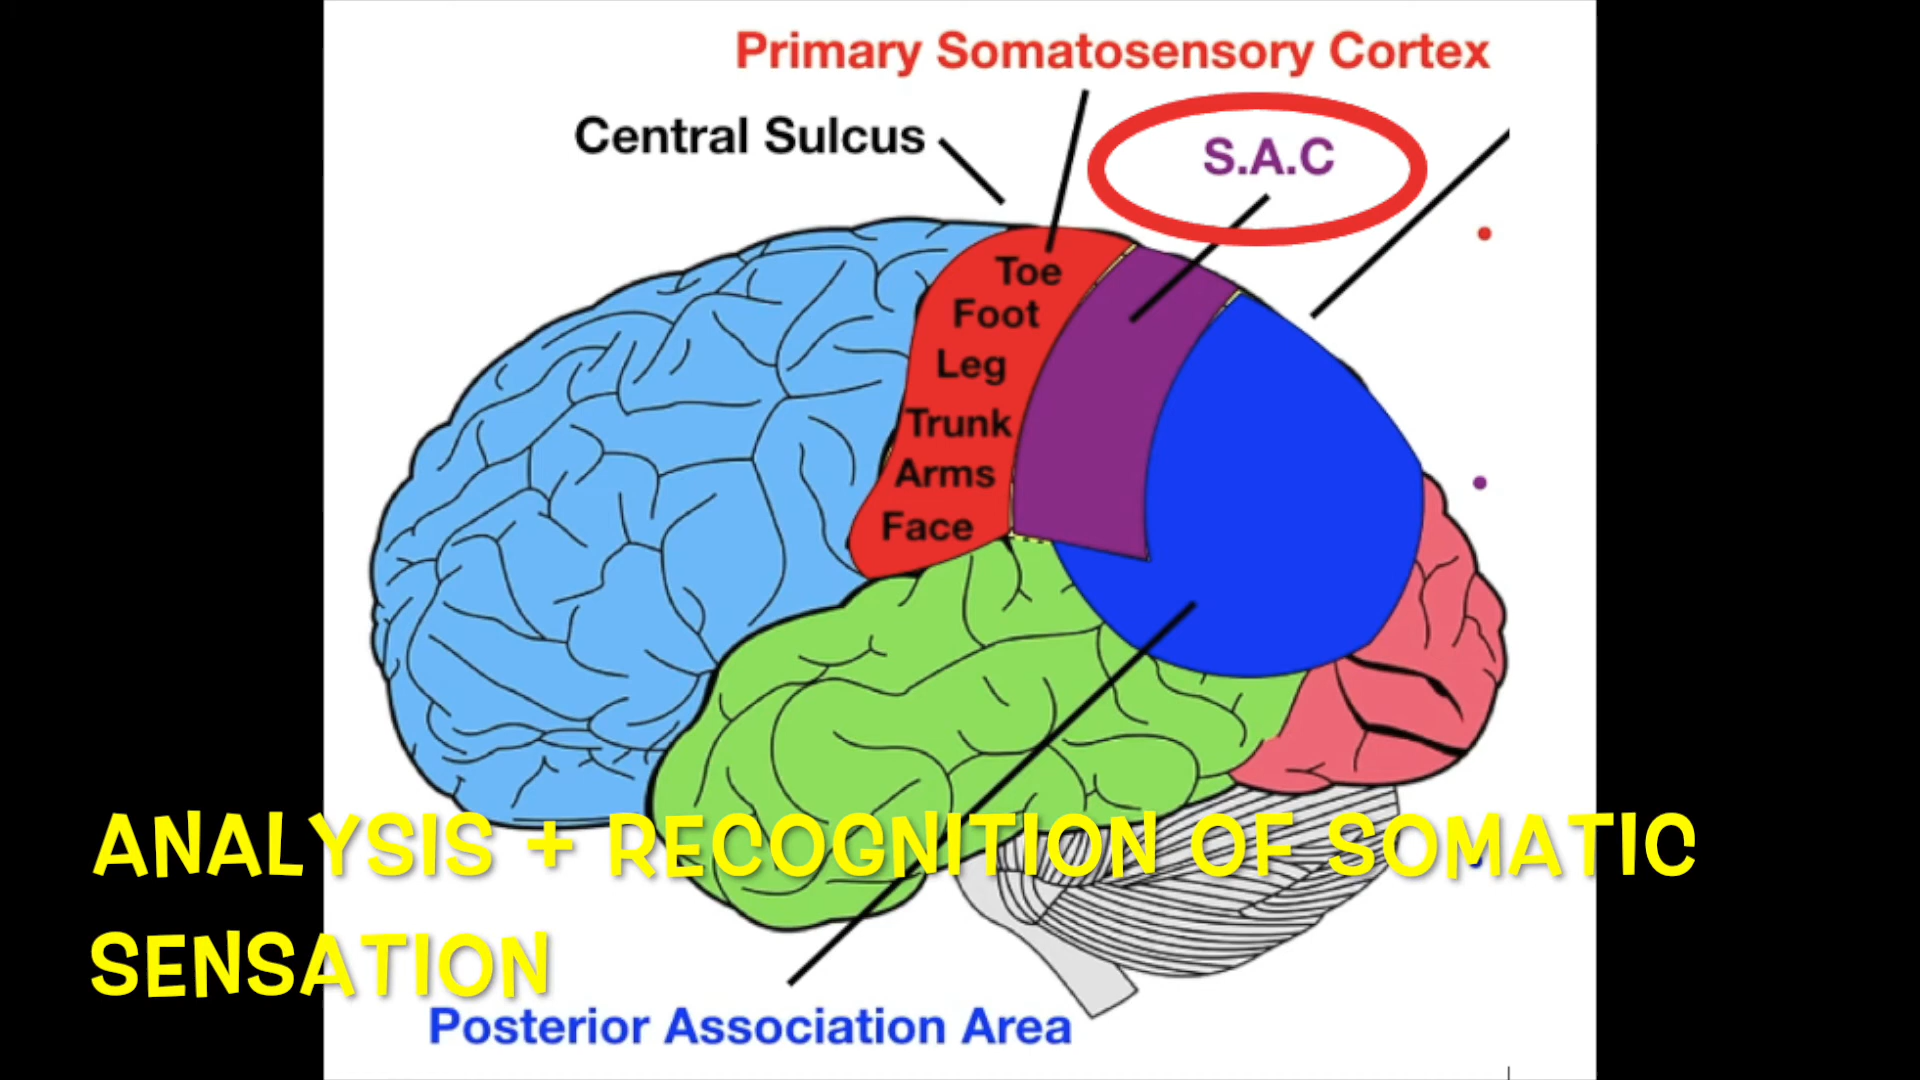 Primary Somatosensory Cortex
Central Sulcus
S.A.C
Toe
Foot
Leg
Trunk
Arms
Face
ANALYSIS + RECOGNITION OF SOMATIC
SENSATION
Posterior Association Area